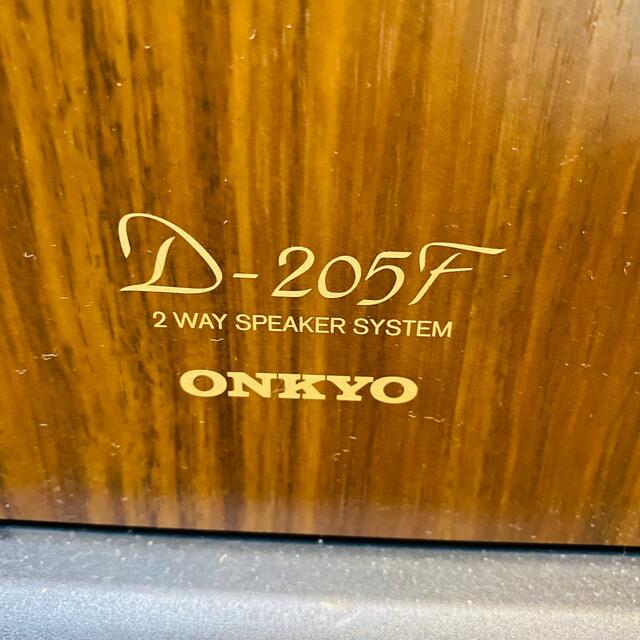 D-205F
2 WAY SPEAKER SYSTEM
ONKYO